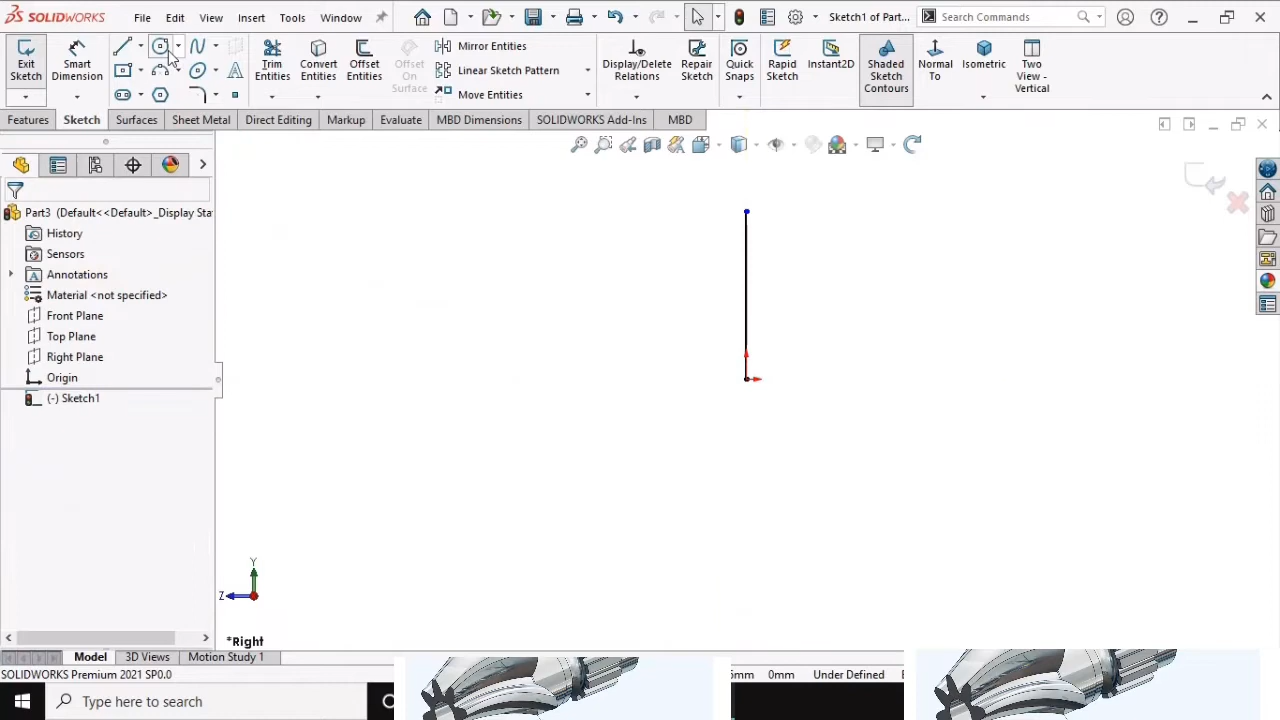 SOLIDWORKS File Edit View Insert Tools Window Sketch1 of Part... Search Commands
Exit Sketch
Smart Dimension
Trim Entities
Convert Entities
Offset Entities
Offset On Surface
Mirror Entities
Linear Sketch Pattern
Move Entities
Display/Delete Relations
Repair Sketch
Quick Snaps
Rapid Sketch
Instant2D
Shaded Sketch Contours
Normal To
Isometric
Two View - Vertical
Features Sketch Surfaces Sheet Metal Direct Editing Markup Evaluate MBD Dimensions SOLIDWORKS Add-Ins MBD
Part3 (Default<<Default>_Display Sta
History
Sensors
Annotations
Material <not specified>
Front Plane
Top Plane
Right Plane
Origin
(-) Sketch1
Y
Z
*Right
Model 3D Views Motion Study 1
SOLIDWORKS Premium 2021 SP0.0
5mm 0mm Under Defined
Type here to search